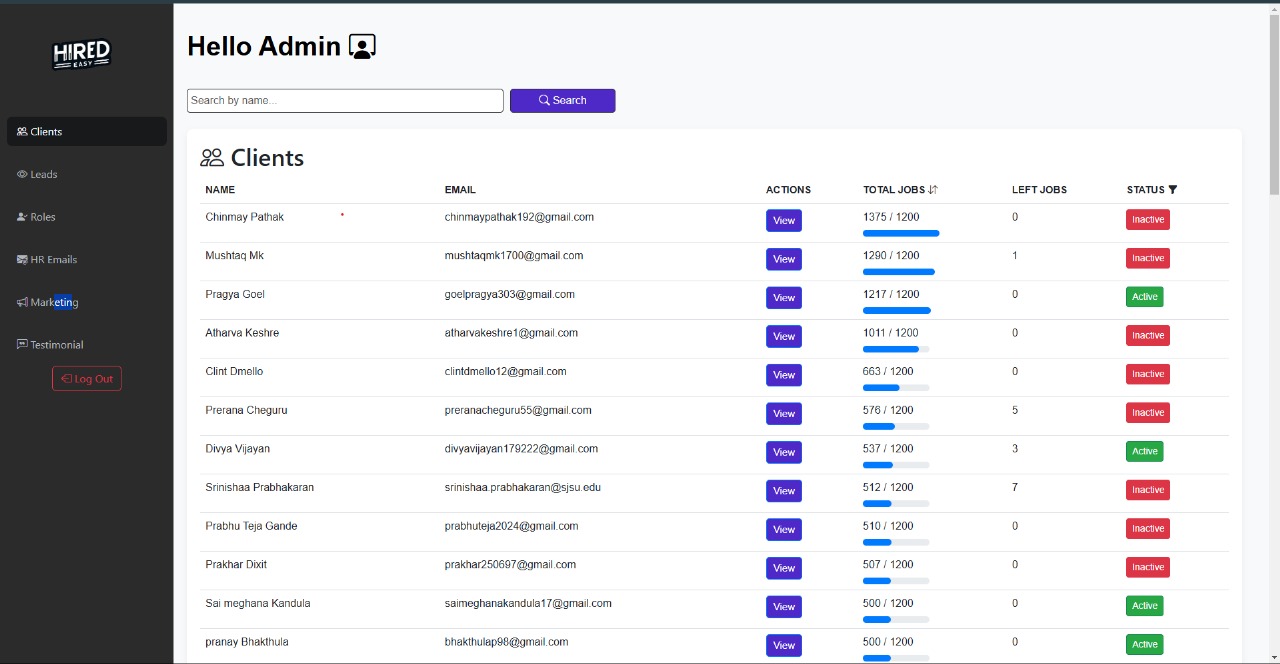 HIRED
EASY
Hello Admin
Search by name...
Search
Clients
Leads
Roles
HR Emails
Marketing
Testimonial
Log Out
Clients
NAME EMAIL ACTIONS TOTAL JOBS LEFT JOBS STATUS
Chinmay Pathak chinmaypathak192@gmail.com View 1375 / 1200 0 Inactive
Mushtaq Mk mushtaqmk1700@gmail.com View 1290 / 1200 1 Inactive
Pragya Goel goelpragya303@gmail.com View 1217 / 1200 0 Active
Atharva Keshre atharvakeshre1@gmail.com View 1011 / 1200 0 Inactive
Clint Dmello clintdmello12@gmail.com View 663 / 1200 0 Inactive
Prerana Cheguru preranacheguru55@gmail.com View 576 / 1200 5 Inactive
Divya Vijayan divyavijayan179222@gmail.com View 537 / 1200 3 Active
Srinishaa Prabhakaran srinishaa.prabhakaran@sjsu.edu View 512 / 1200 7 Inactive
Prabhu Teja Gande prabhuteja2024@gmail.com View 510 / 1200 0 Inactive
Prakhar Dixit prakhar250697@gmail.com View 507 / 1200 0 Inactive
Sai meghana Kandula saimeghanakandula17@gmail.com View 500 / 1200 0 Active
pranay Bhakthula bhakthulap98@gmail.com View 500 / 1200 0 Active